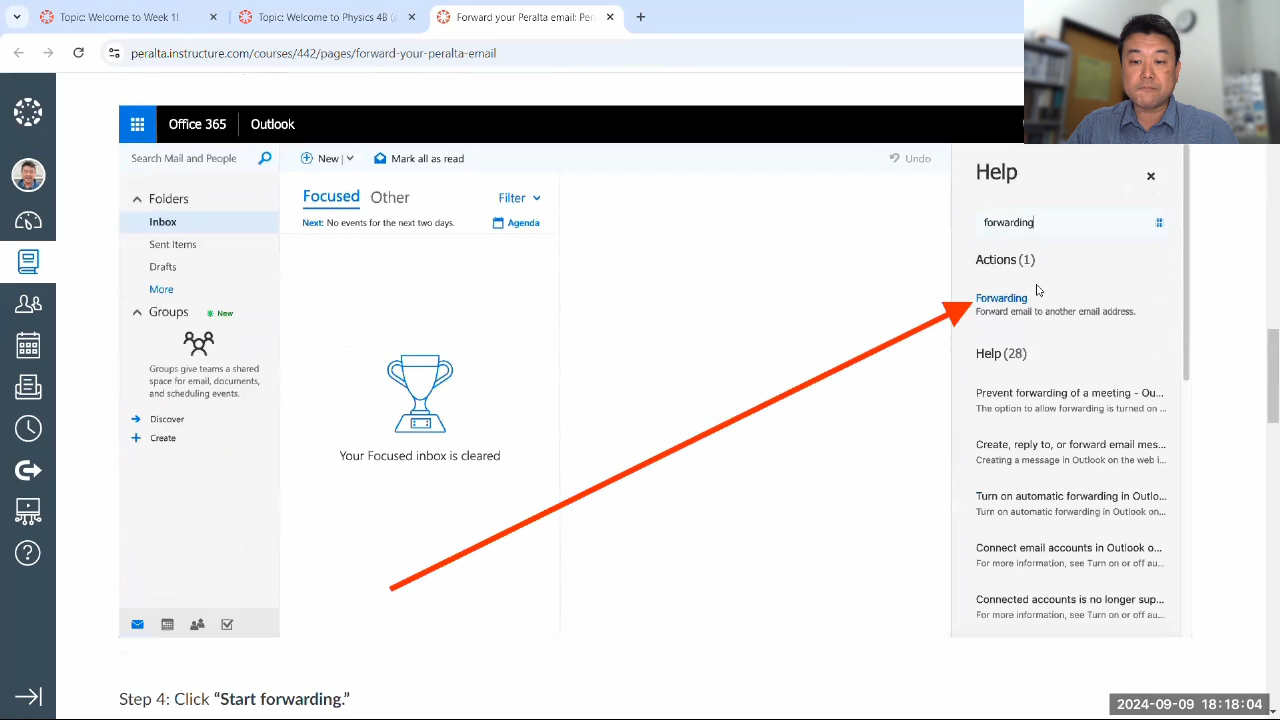 Topic: Welcome to Week 1!
Topic: Welcome to Physics 4B (
Forward your Peralta email: Per
peralta.instructure.com/courses/442/pages/forward-your-peralta-email
Office 365
Outlook
Search Mail and People
New
Mark all as read
Undo
Folders
Inbox
Sent Items
Drafts
More
Groups
New
Groups give teams a shared
space for email, documents,
and scheduling events.
Discover
Create
Focused
Other
Filter
Next: No events for the next two days.
Agenda
Your Focused inbox is cleared
Help
forwarding
Actions (1)
Forwarding
Forward email to another email address.
Help (28)
Prevent forwarding of a meeting - Ou...
The option to allow forwarding is turned on ...
Create, reply to, or forward email mes...
Creating a message in Outlook on the web i...
Turn on automatic forwarding in Outlo...
Turn on automatic forwarding in Outlook on...
Connect email accounts in Outlook o...
For more information, see Turn on or off au...
Connected accounts is no longer sup...
For more information, see Turn on or off au...
Step 4: Click “Start forwarding.”
2024-09-09 18:18:04